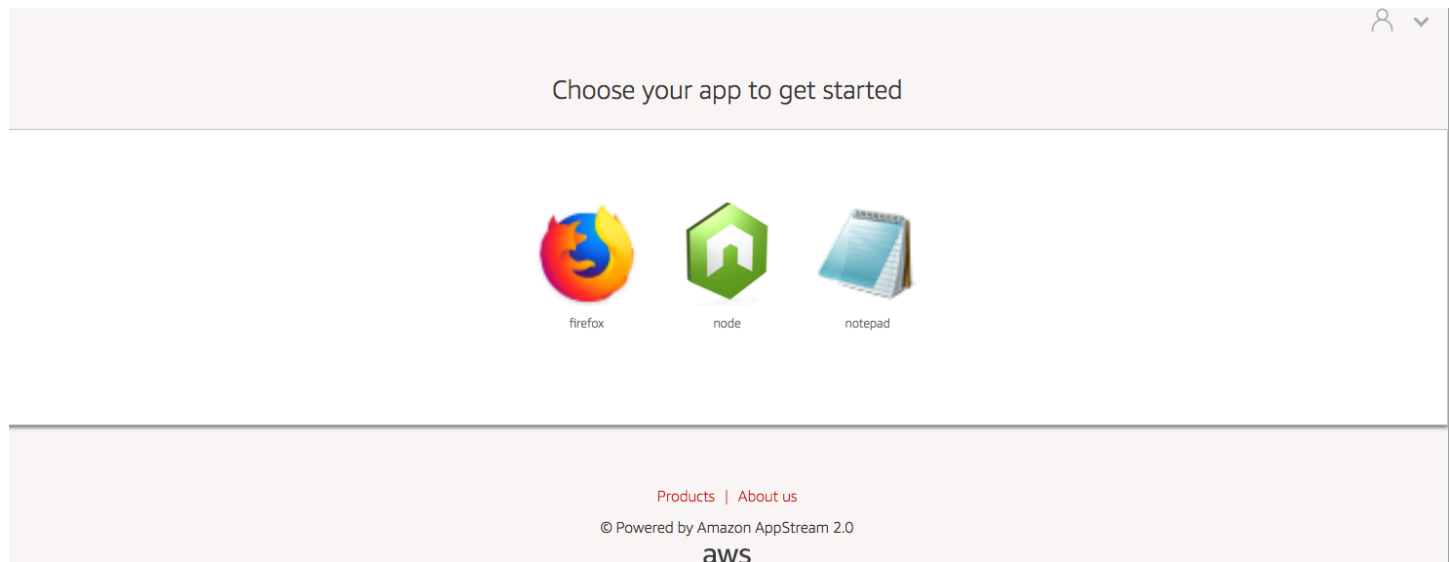 Choose your app to get started
firefox
node
notepad
Products | About us
© Powered by Amazon AppStream 2.0
aws